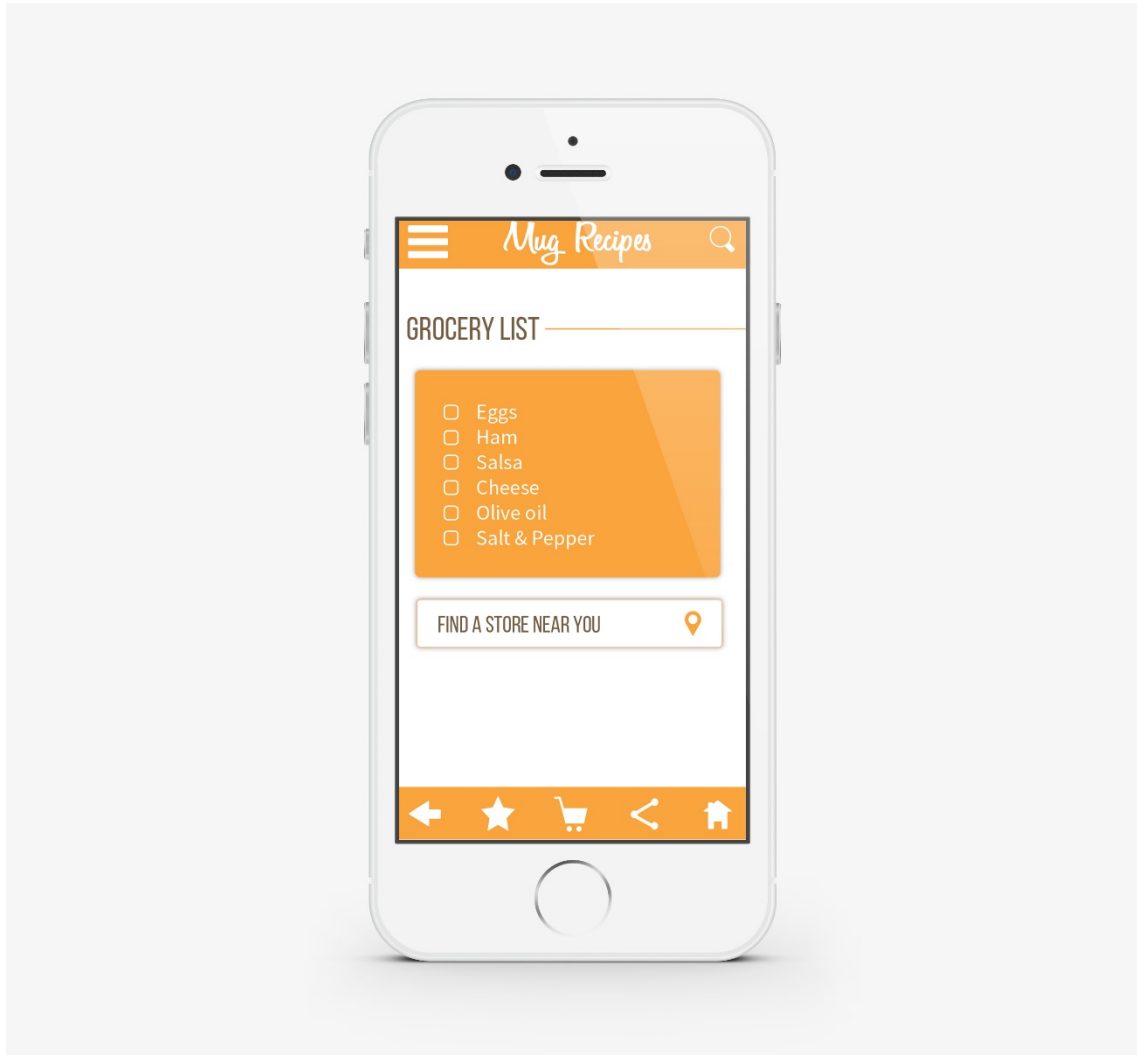 Mug Recipes
GROCERY LIST
Eggs
Ham
Salsa
Cheese
Olive oil
Salt & Pepper
FIND A STORE NEAR YOU